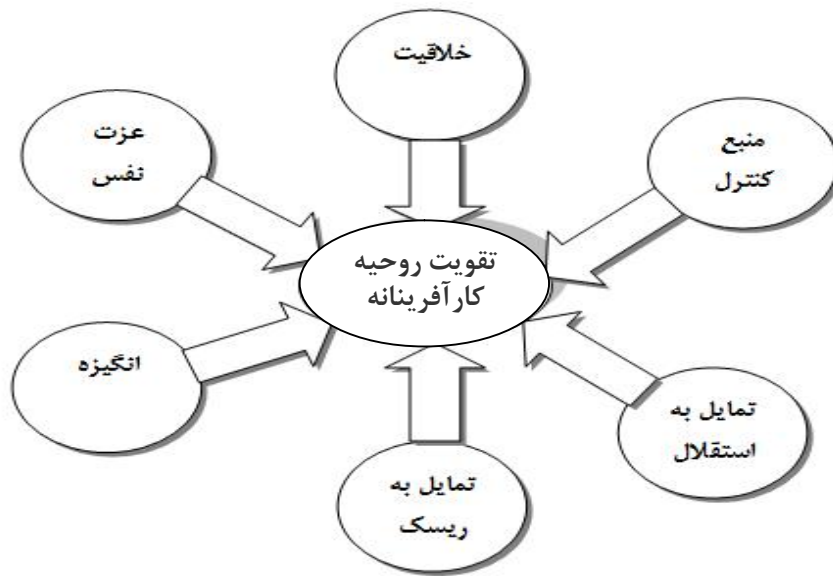 خلاقیت
منبع
کنترل
عزت
نفس
تقویت روحیه
کارآفرینانه
انگیزه
تمایل به
استقلال
تمایل به
ریسک